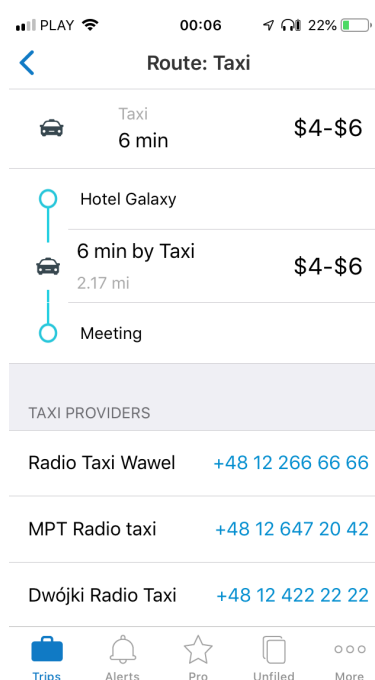 PLAY 00:06 22%
Route: Taxi
Taxi
6 min $4-$6
Hotel Galaxy
6 min by Taxi $4-$6
2.17 mi
Meeting
TAXI PROVIDERS
Radio Taxi Wawel +48 12 266 66 66
MPT Radio taxi +48 12 647 20 42
Dwójki Radio Taxi +48 12 422 22 22
Trips Alerts Pro Unfiled More